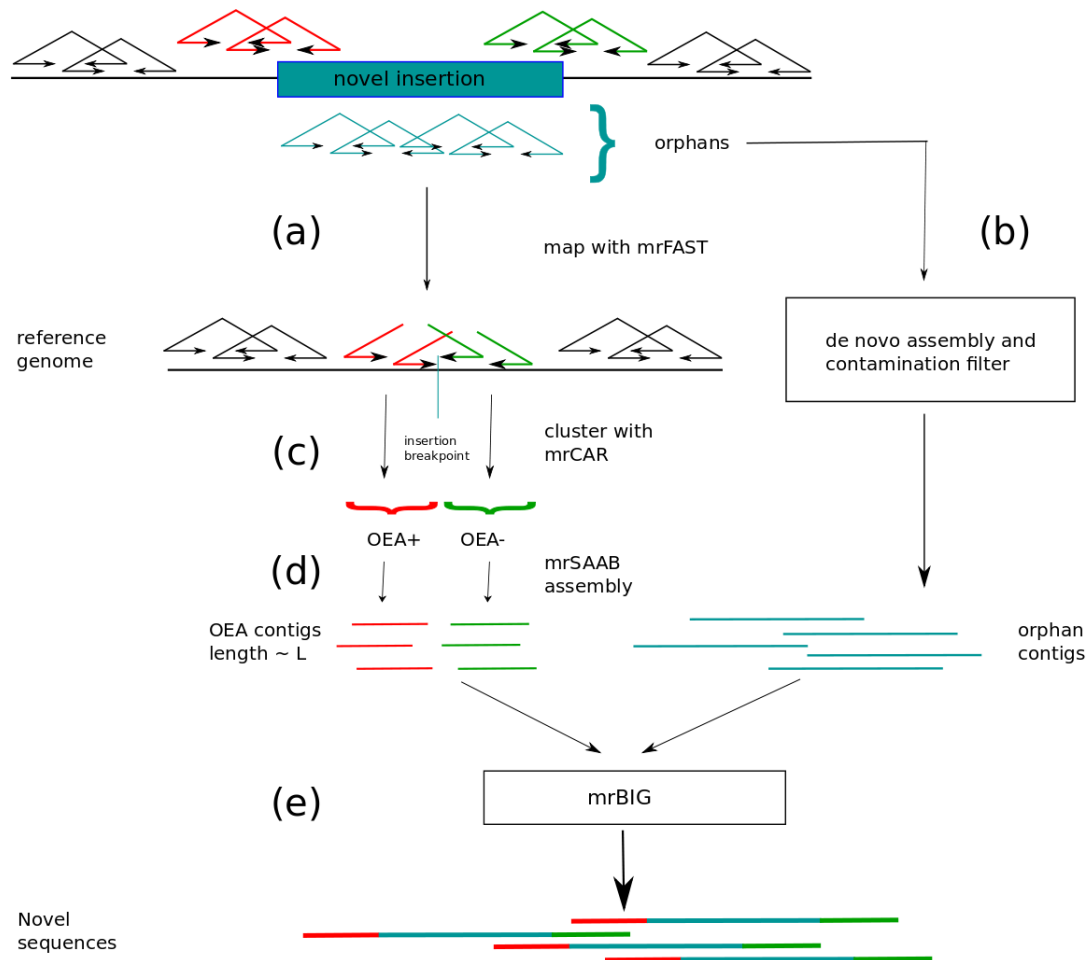 novel insertion
orphans
(a)
(b)
map with mrFAST
reference
genome
de novo assembly and
contamination filter
(c)
insertion
breakpoint
cluster with
mrCAR
OEA+
OEA-
(d)
mrSAAB
assembly
OEA contigs
length ~ L
orphan
contigs
(e)
mrBIG
Novel
sequences